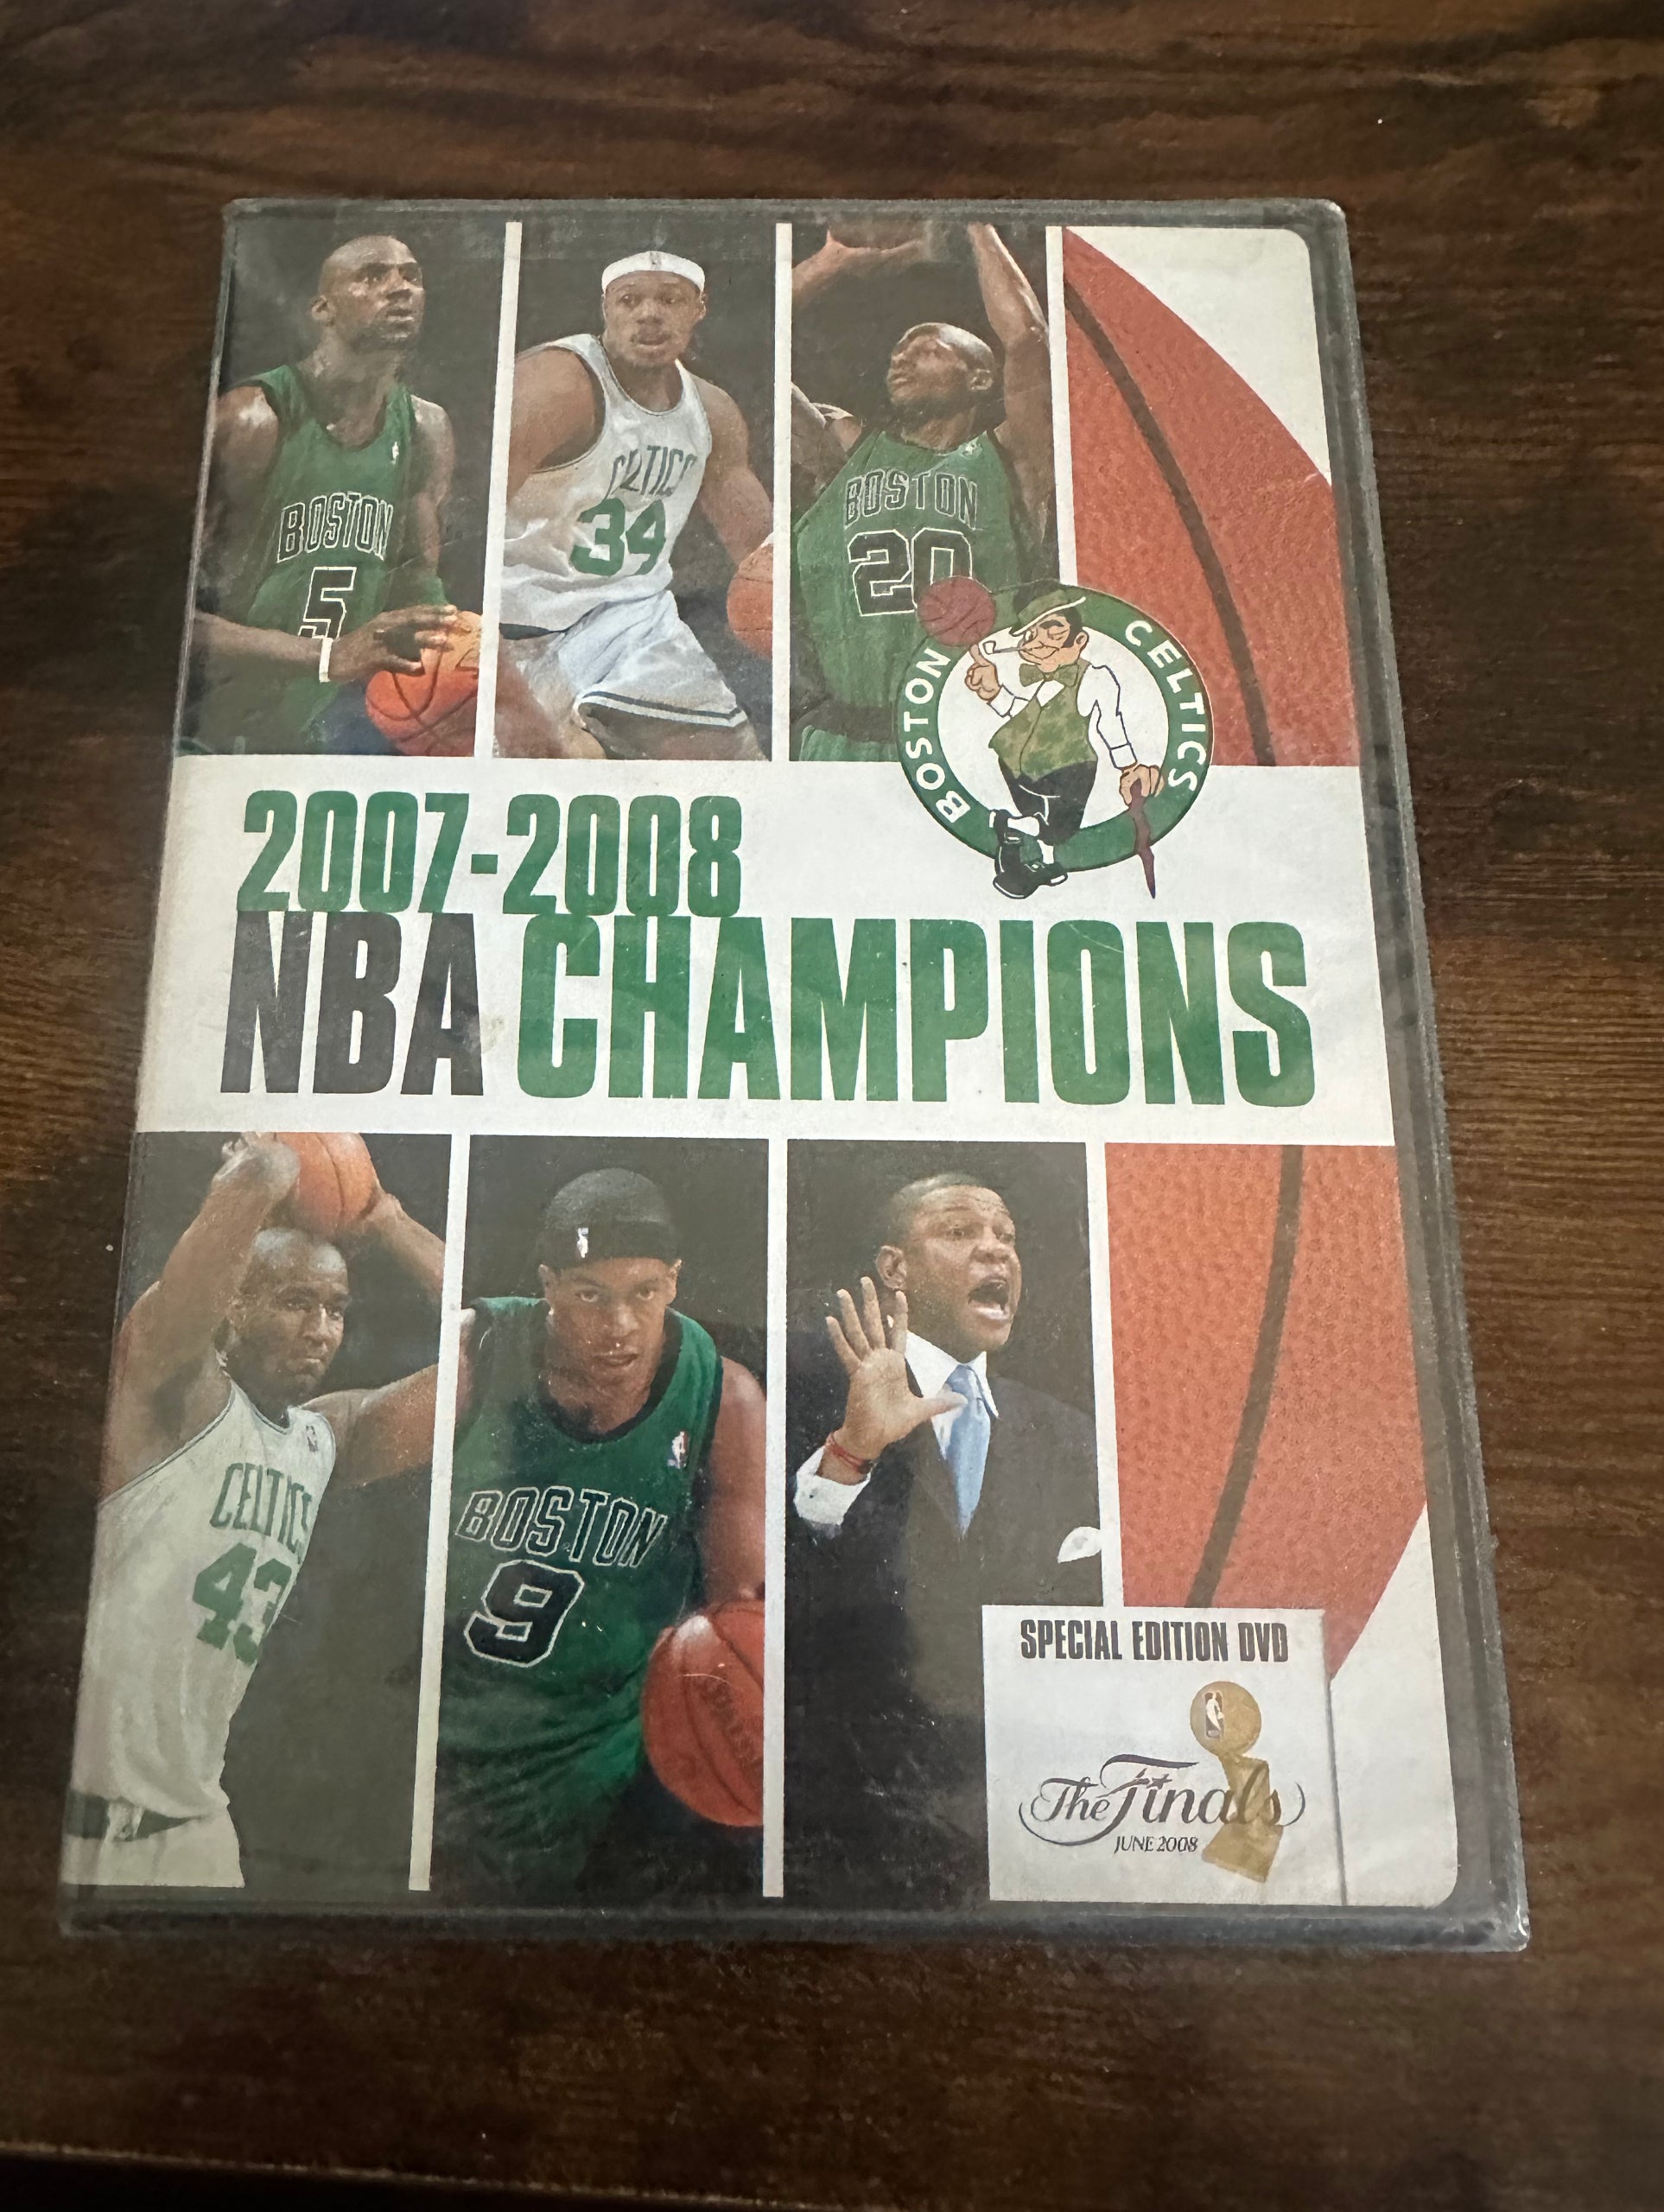 BOSTON
5
CELTICS
34
BOSTON
20
BOSTON CELTICS
2007-2008
NBA CHAMPIONS
CELTICS
43
BOSTON
9
SPALDING
SPECIAL EDITION DVD
The Finals
JUNE 2008